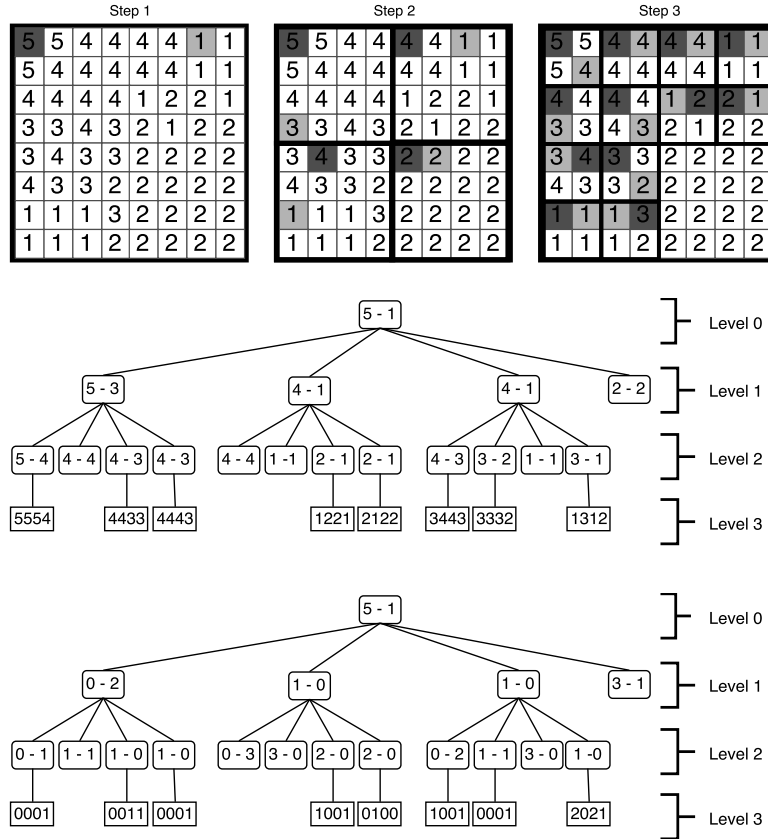 Step 1
5 5 4 4 4 4 1 1
5 4 4 4 4 4 1 1
4 4 4 4 1 2 2 1
3 3 4 3 2 1 2 2
3 4 3 3 2 2 2 2
4 3 3 2 2 2 2 2
1 1 1 3 2 2 2 2
1 1 1 2 2 2 2 2
Step 2
5 5 4 4 4 4 1 1
5 4 4 4 4 4 1 1
4 4 4 4 1 2 2 1
3 3 4 3 2 1 2 2
3 4 3 3 2 2 2 2
4 3 3 2 2 2 2 2
1 1 1 3 2 2 2 2
1 1 1 2 2 2 2 2
Step 3
5 5 4 4 4 4 1 1
5 4 4 4 4 4 1 1
4 4 4 4 1 2 2 1
3 3 4 3 2 1 2 2
3 4 3 3 2 2 2 2
4 3 3 2 2 2 2 2
1 1 1 3 2 2 2 2
1 1 1 2 2 2 2 2
5 - 1 Level 0
5 - 3 4 - 1 4 - 1 2 - 2 Level 1
5 - 4 4 - 4 4 - 3 4 - 3 4 - 4 1 -1 2 - 1 2 - 1 4 - 3 3 - 2 1 - 1 3 - 1 Level 2
5554 4433 4443 1221 2122 3443 3332 1312 Level 3
5 - 1 Level 0
0 - 2 1 - 0 1 - 0 3 - 1 Level 1
0 - 1 1 - 1 1 - 0 1 - 0 0 - 3 3 - 0 2 - 0 2 - 0 0 - 2 1 - 1 3 - 0 1 -0 Level 2
0001 0011 0001 1001 0100 1001 0001 2021 Level 3